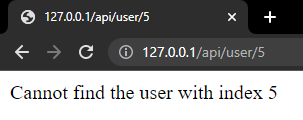 127.0.0.1/api/user/5
127.0.0.1/api/user/5
Cannot find the user with index 5